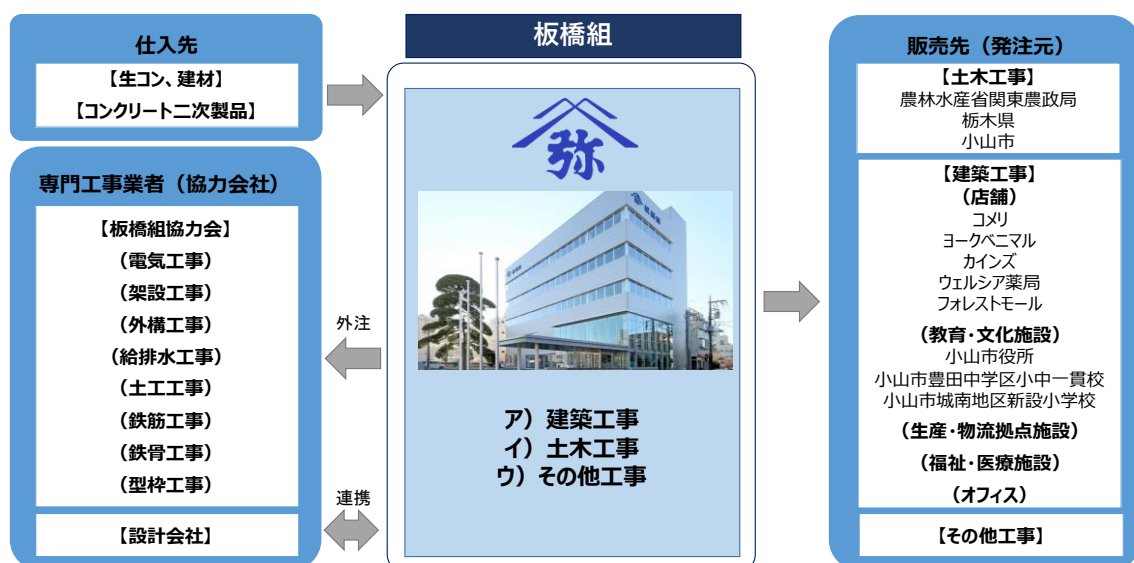 仕入先
【生コン、建材】
【コンクリート二次製品】
専門工事業者（協力会社）
【板橋組協力会】
（電気工事）
（架設工事）
（外構工事）
（給排水工事）
（土工工事）
（鉄筋工事）
（鉄骨工事）
（型枠工事）
【設計会社】
外注
連携
板橋組
弥
ア）建築工事
イ）土木工事
ウ）その他工事
販売先（発注元）
【土木工事】
農林水産省関東農政局
栃木県
小山市
【建築工事】
（店舗）
コメリ
ヨークベニマル
カインズ
ウェルシア薬局
フォレストモール
（教育・文化施設）
小山市役所
小山市豊田中学区小中一貫校
小山市城南地区新設小学校
（生産・物流拠点施設）
（福祉・医療施設）
（オフィス）
【その他工事】